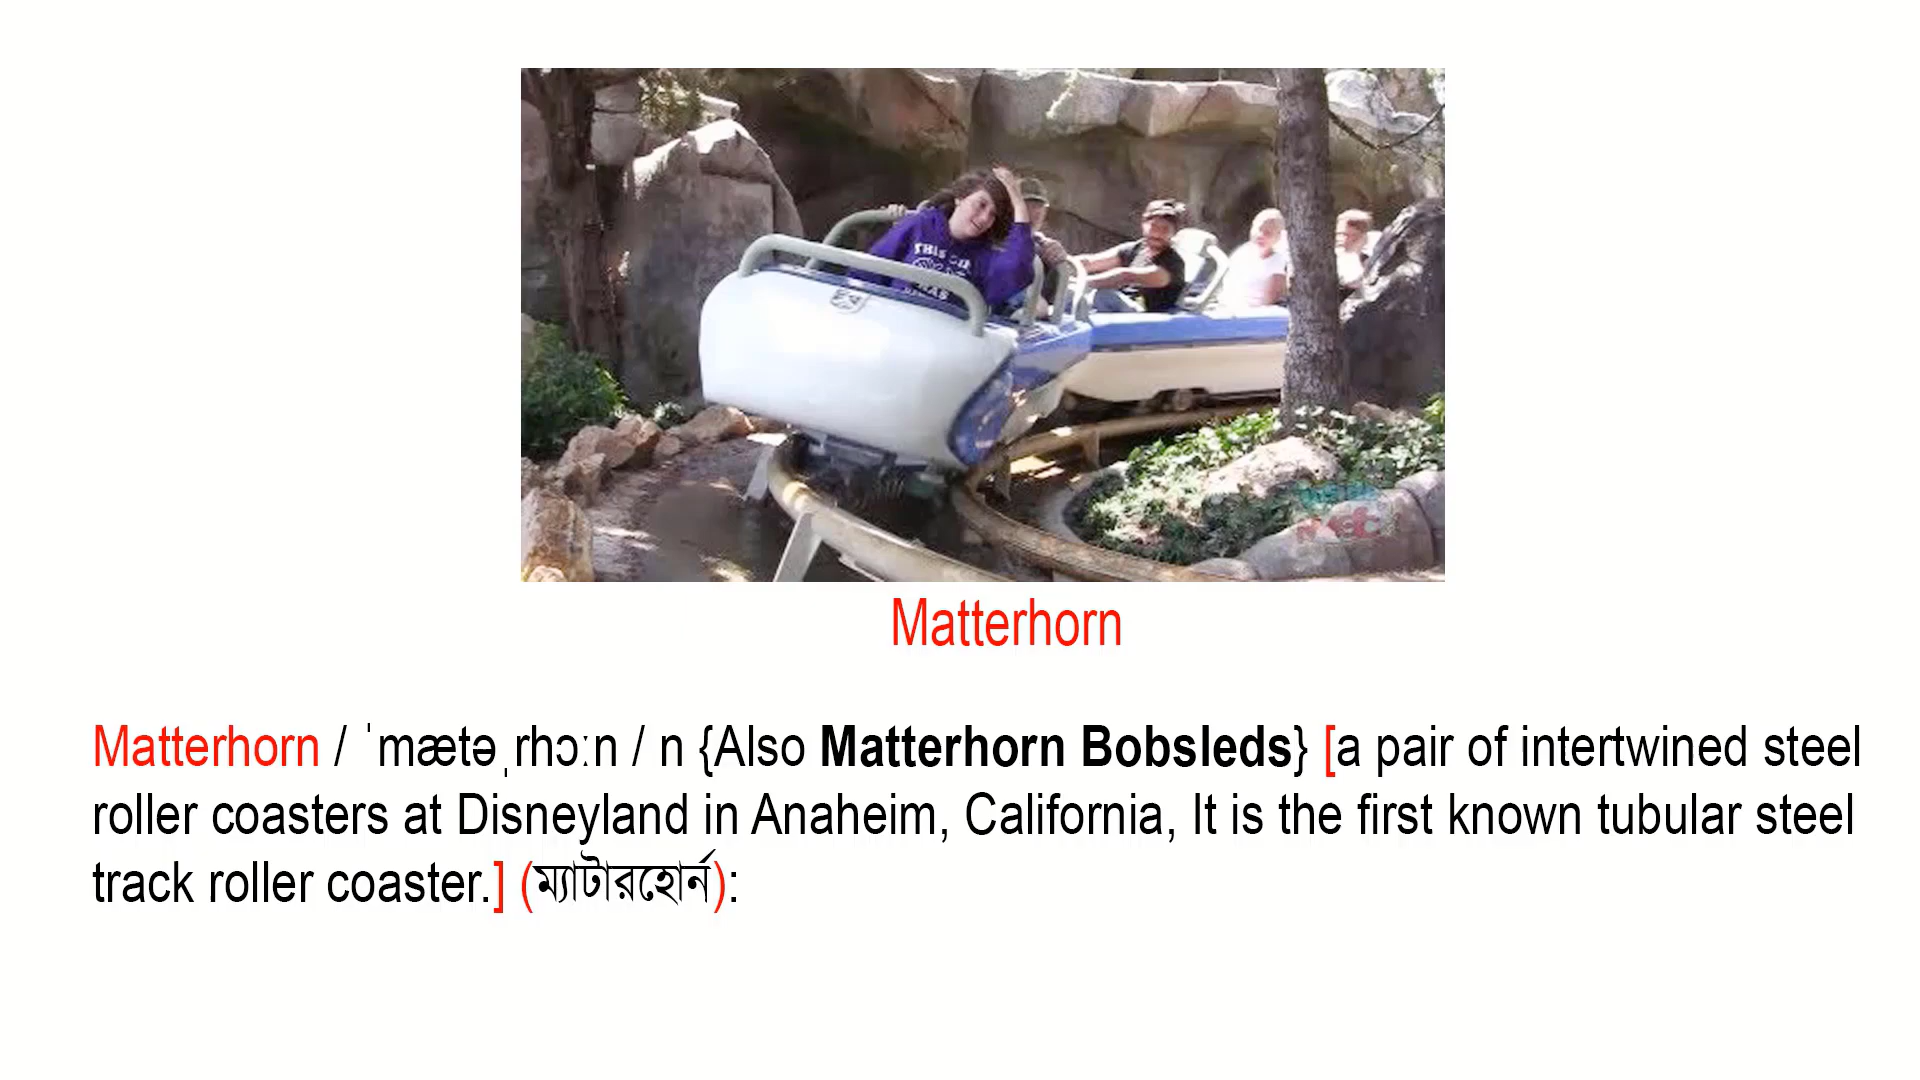 THIS
Matterhorn
Matterhorn / ˈmætəˌrhɔːn / n {Also Matterhorn Bobsleds} [a pair of intertwined steel
roller coasters at Disneyland in Anaheim, California, It is the first known tubular steel
track roller coaster.] (ম্যাটারহোর্ন):